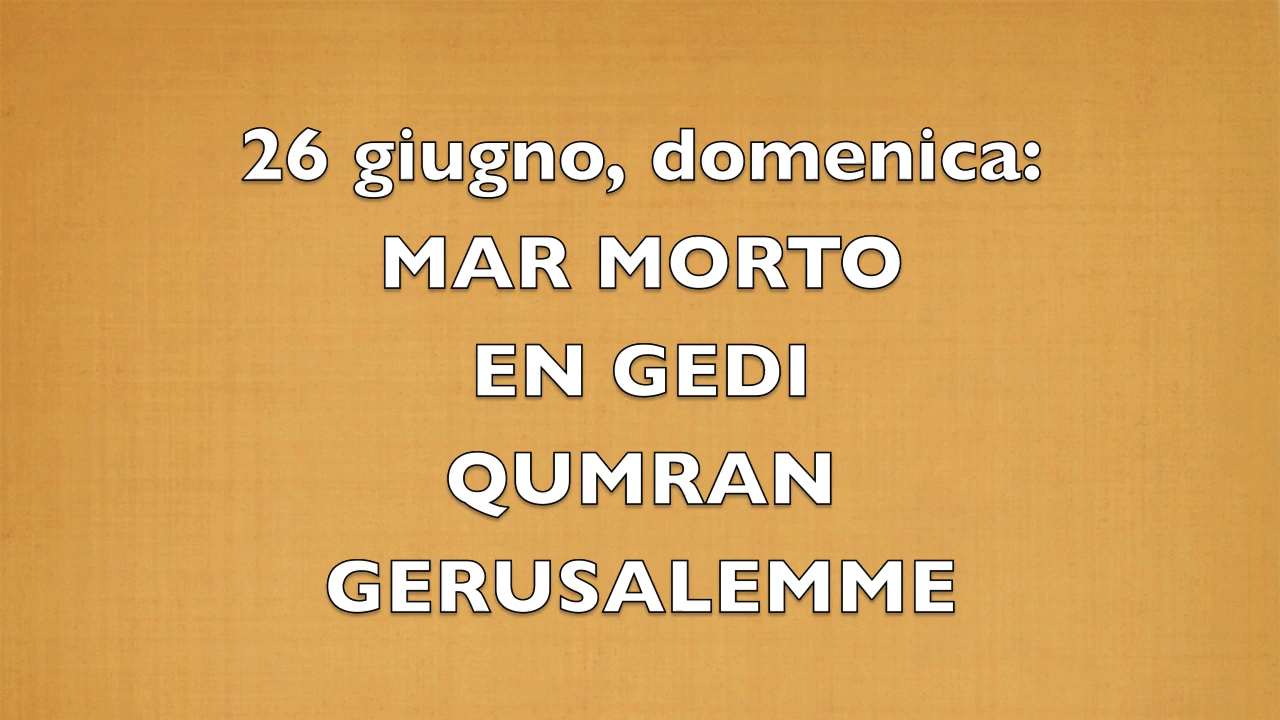 26 giugno, domenica:
MAR MORTO
EN GEDI
QUMRAN
GERUSALEMME